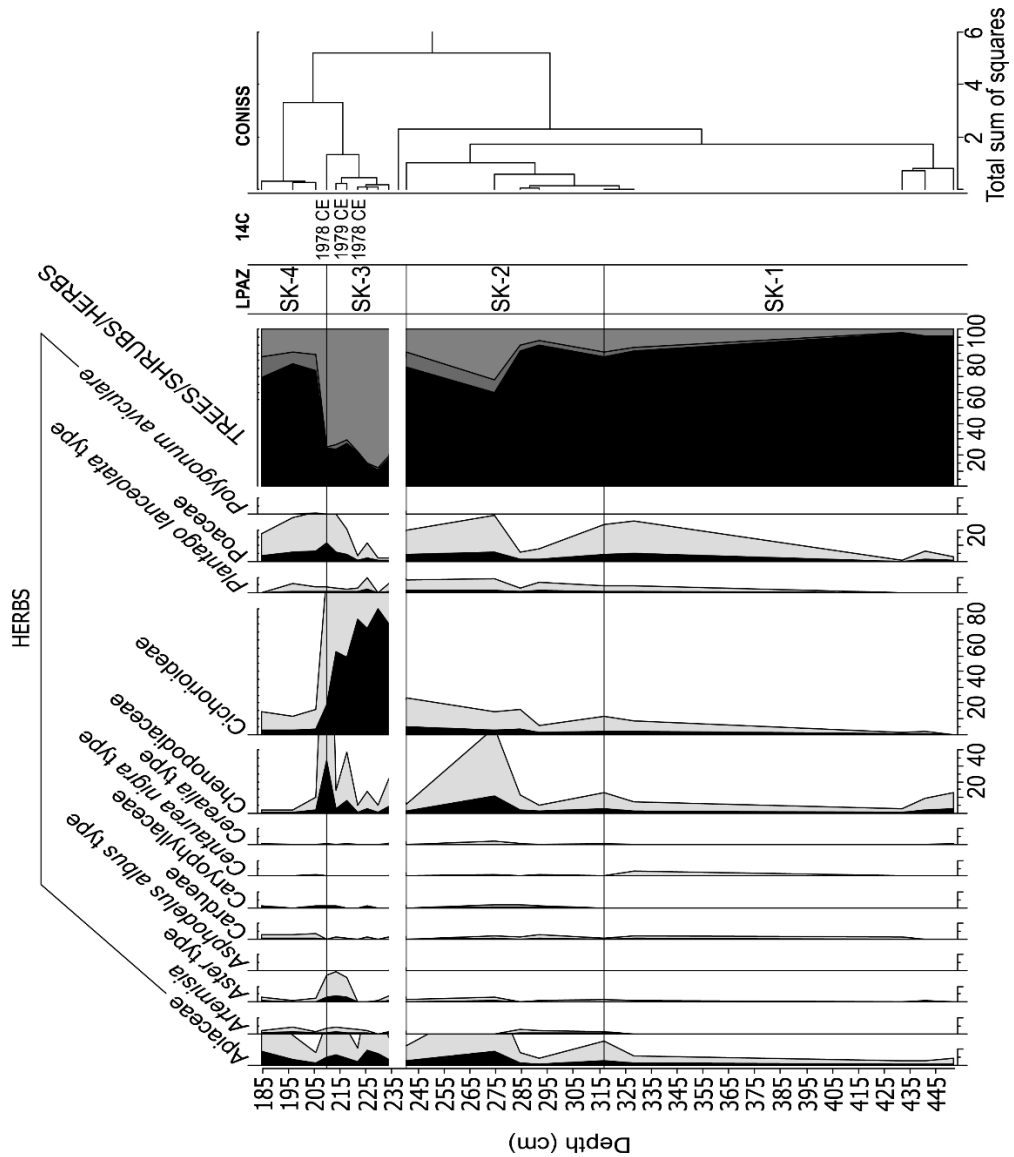 HERBS
Apiaceae
Artemisia
Aster type
Asphodelus albus type
Cardueae
Caryophyllaceae
Centaurea nigra type
Cerealia type
Chenopodiaceae
Cichorioideae
Plantago lanceolata type
Poaceae
Polygonum aviculare
TREES/SHRUBS/HERBS
LPAZ
14C
CONISS
185
195
205
215
225
235
245
255
265
275
285
295
305
315
325
335
345
355
365
375
385
395
405
415
425
435
445
Depth (cm)
SK-4
SK-3
SK-2
SK-1
1978 CE
1979 CE
1978 CE
20 40
20 40 60 80
20
20 40 60 80 100
2 4 6
Total sum of squares